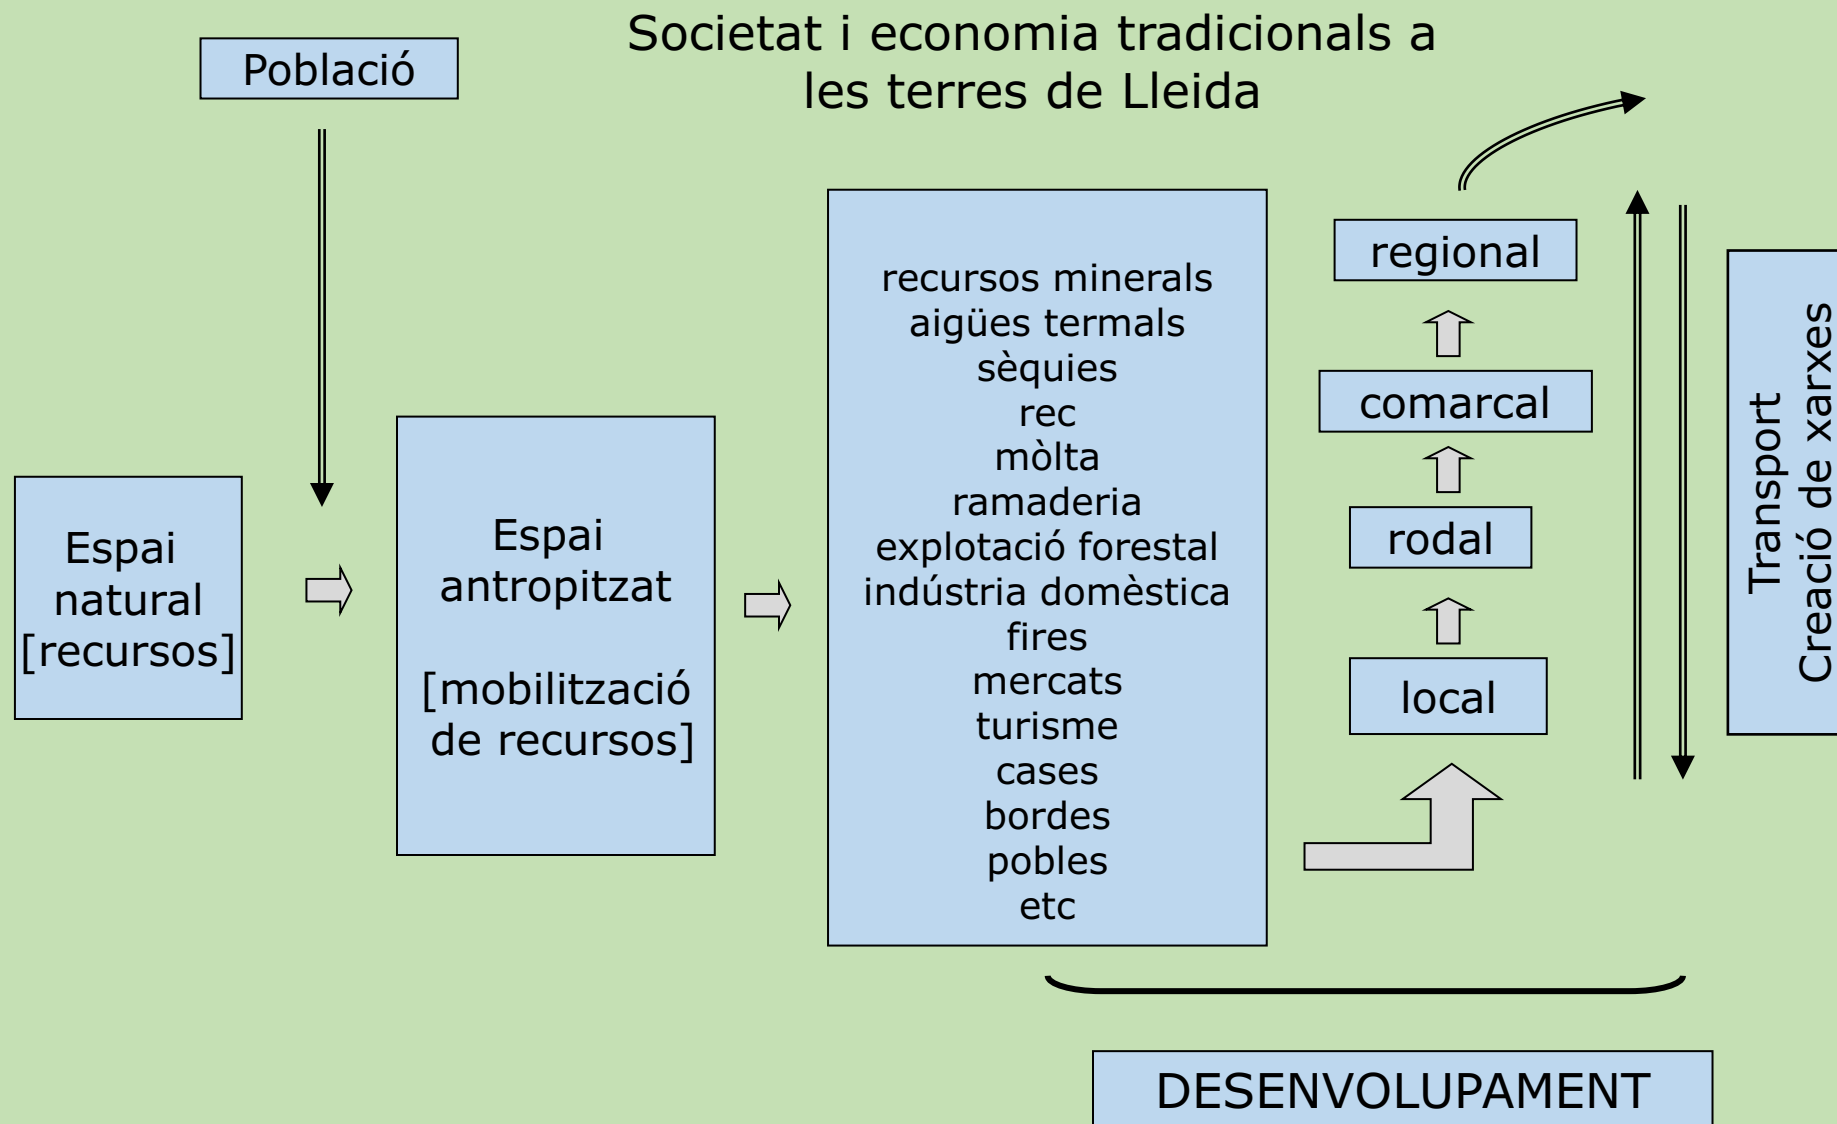 Societat i economia tradicionals a
les terres de Lleida
Població
Espai
natural
[recursos]
Espai
antropitzat
[mobilització
de recursos]
recursos minerals
aigües termals
sèquies
rec
mòlta
ramaderia
explotació forestal
indústria domèstica
fires
mercats
turisme
cases
bordes
pobles
etc
regional
comarcal
rodal
local
Transport
Creació de xarxes
DESENVOLUPAMENT